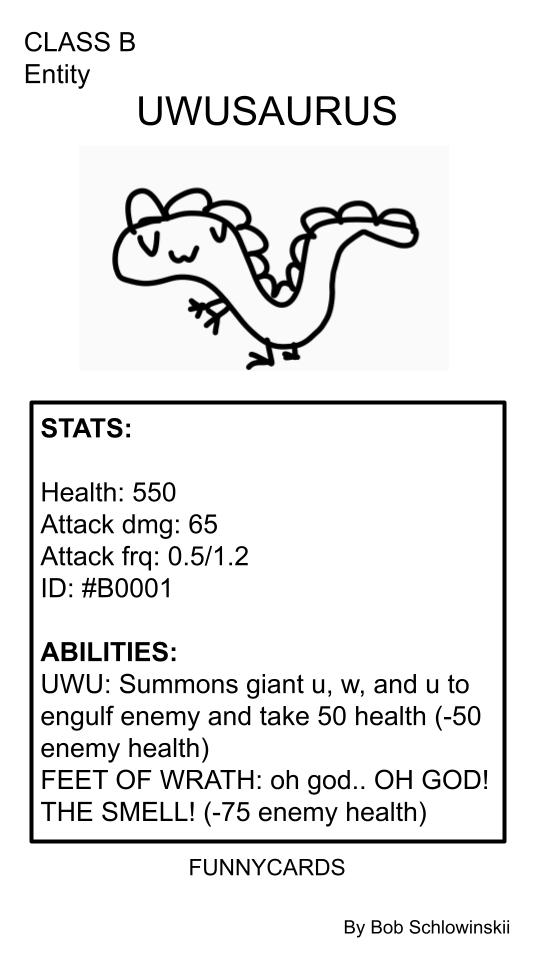 CLASS B
Entity
UWUSAURUS
STATS:
Health: 550
Attack dmg: 65
Attack frq: 0.5/1.2
ID: #B0001
ABILITIES:
UWU: Summons giant u, w, and u to
engulf enemy and take 50 health (-50
enemy health)
FEET OF WRATH: oh god.. OH GOD!
THE SMELL! (-75 enemy health)
FUNNYCARDS
By Bob Schlowinskii